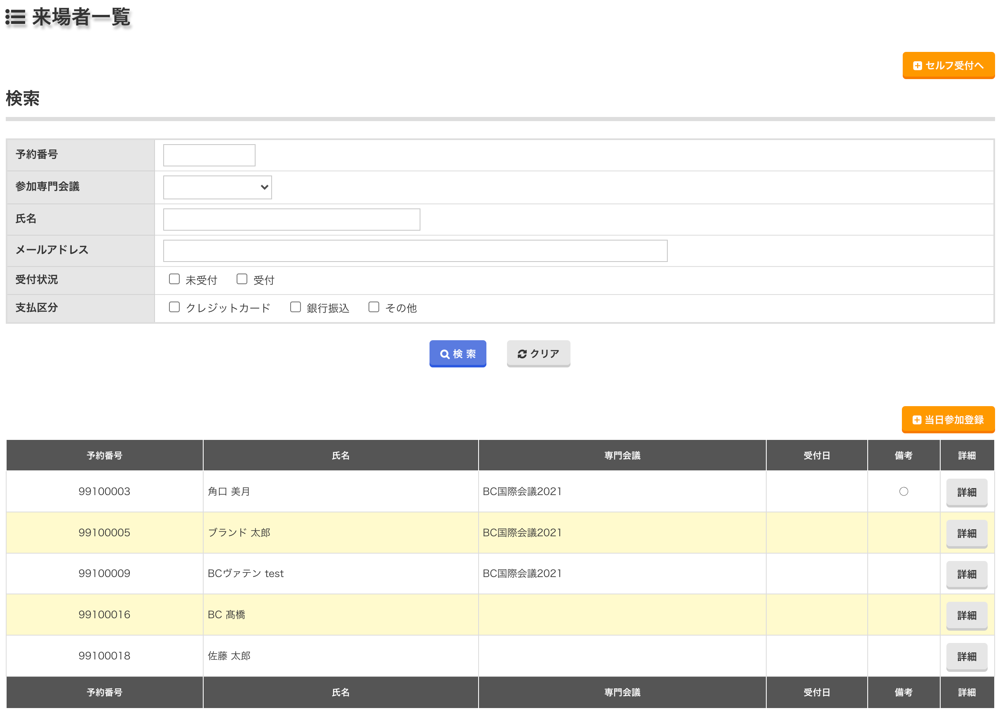 来場者一覧
セルフ受付へ
検索
予約番号
参加専門会議
氏名
メールアドレス
受付状況 未受付 受付
支払区分 クレジットカード 銀行振込 その他
検 索 クリア
当日参加登録
予約番号 氏名 専門会議 受付日 備考 詳細
99100003 角口 美月 BC国際会議2021 ○ 詳細
99100005 ブランド 太郎 BC国際会議2021 詳細
99100009 BCヴァテン test BC国際会議2021 詳細
99100016 BC 髙橋 詳細
99100018 佐藤 太郎 詳細
予約番号 氏名 専門会議 受付日 備考 詳細